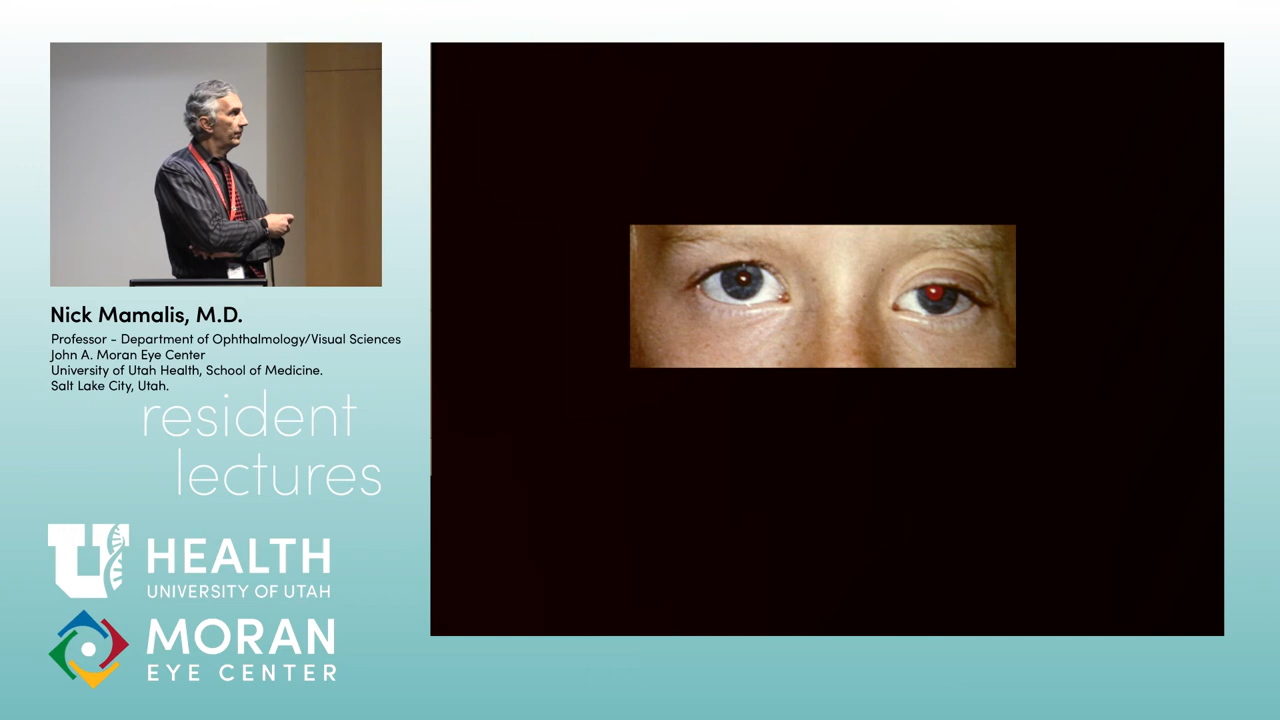 Nick Mamalis, M.D.
Professor - Department of Ophthalmology/Visual Sciences
John A. Moran Eye Center
University of Utah Health, School of Medicine.
Salt Lake City, Utah.
resident
lectures
U HEALTH
UNIVERSITY OF UTAH
MORAN
EYE CENTER